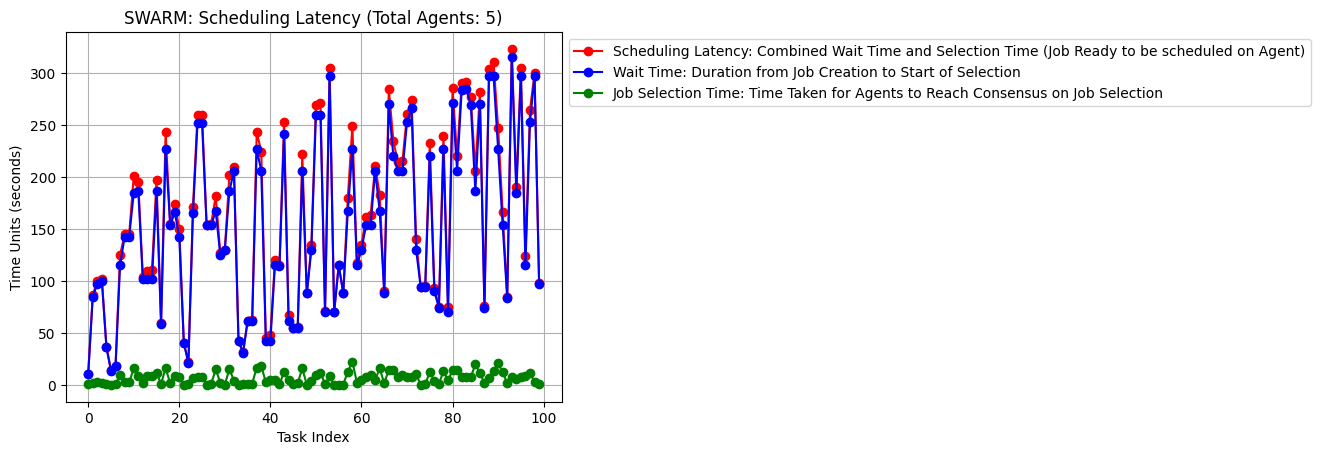 SWARM: Scheduling Latency (Total Agents: 5)
Scheduling Latency: Combined Wait Time and Selection Time (Job Ready to be scheduled on Agent)
Wait Time: Duration from Job Creation to Start of Selection
Job Selection Time: Time Taken for Agents to Reach Consensus on Job Selection
Time Units (seconds)
300
250
200
150
100
50
0
0 20 40 60 80 100
Task Index